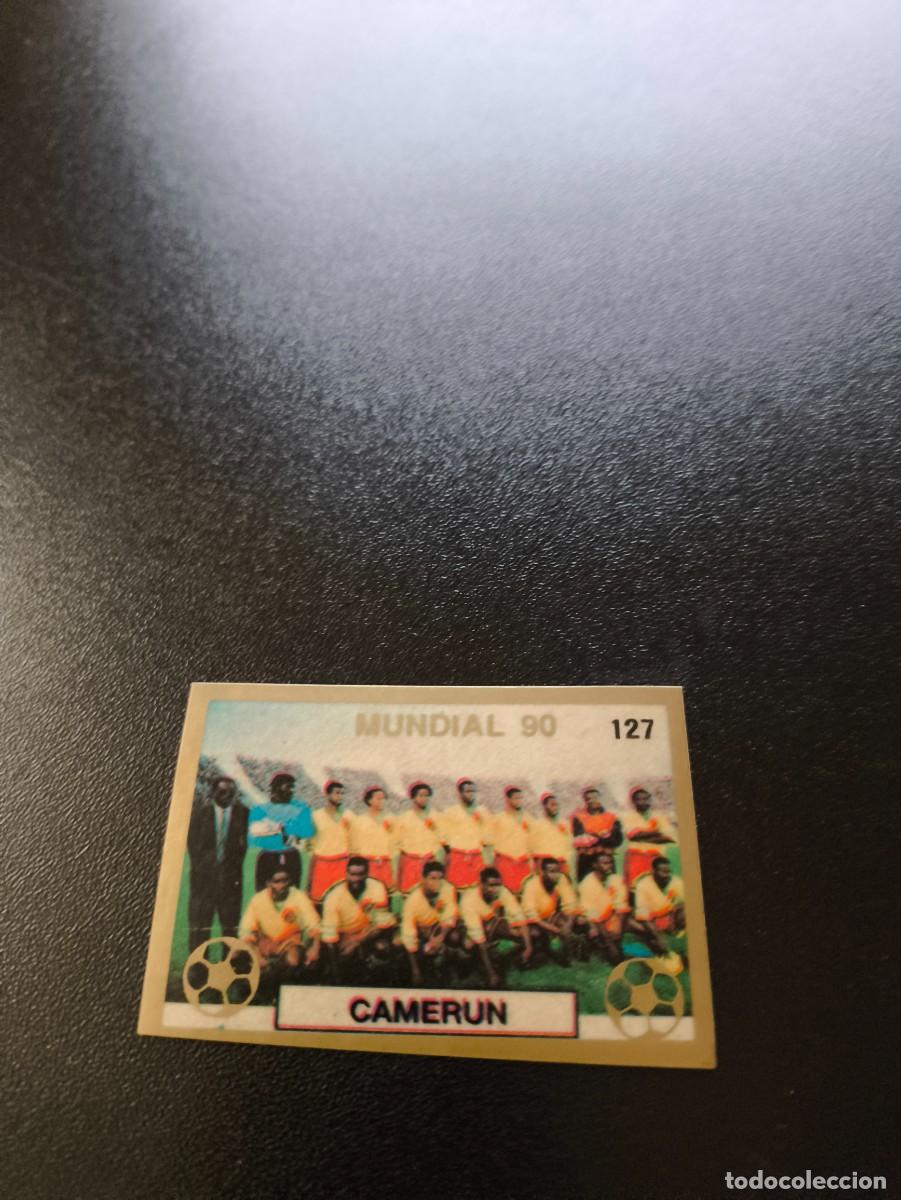 MUNDIAL 90
127
CAMERUN
todocoleccion